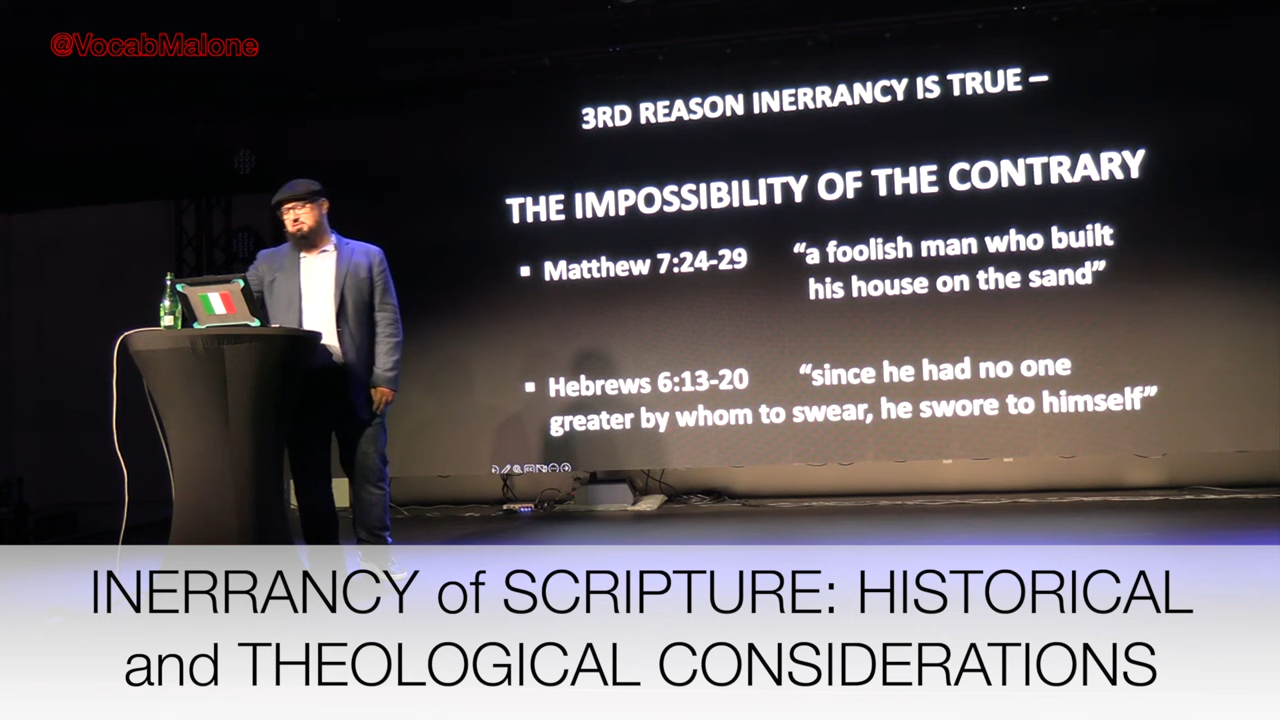 @VocabMalone
3RD REASON INERRANCY IS TRUE –
THE IMPOSSIBILITY OF THE CONTRARY
▪ Matthew 7:24-29 “a foolish man who built
his house on the sand”
▪ Hebrews 6:13-20 “since he had no one
greater by whom to swear, he swore to himself”
INERRANCY of SCRIPTURE: HISTORICAL
and THEOLOGICAL CONSIDERATIONS